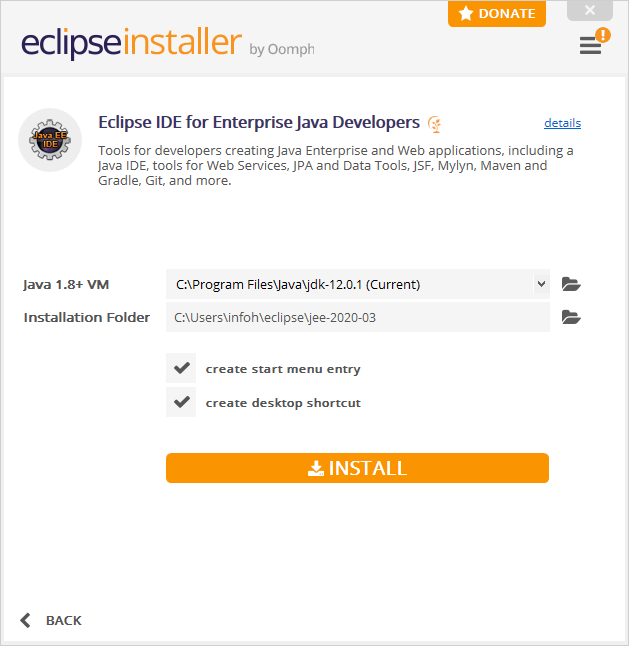 DONATE
eclipseinstaller by Oomph
!
Java EE
IDE
Eclipse IDE for Enterprise Java Developers
details
Tools for developers creating Java Enterprise and Web applications, including a
Java IDE, tools for Web Services, JPA and Data Tools, JSF, Mylyn, Maven and
Gradle, Git, and more.
Java 1.8+ VM
C:\Program Files\Java\jdk-12.0.1 (Current)
Installation Folder
C:\Users\infoh\eclipse\jee-2020-03
create start menu entry
create desktop shortcut
INSTALL
BACK